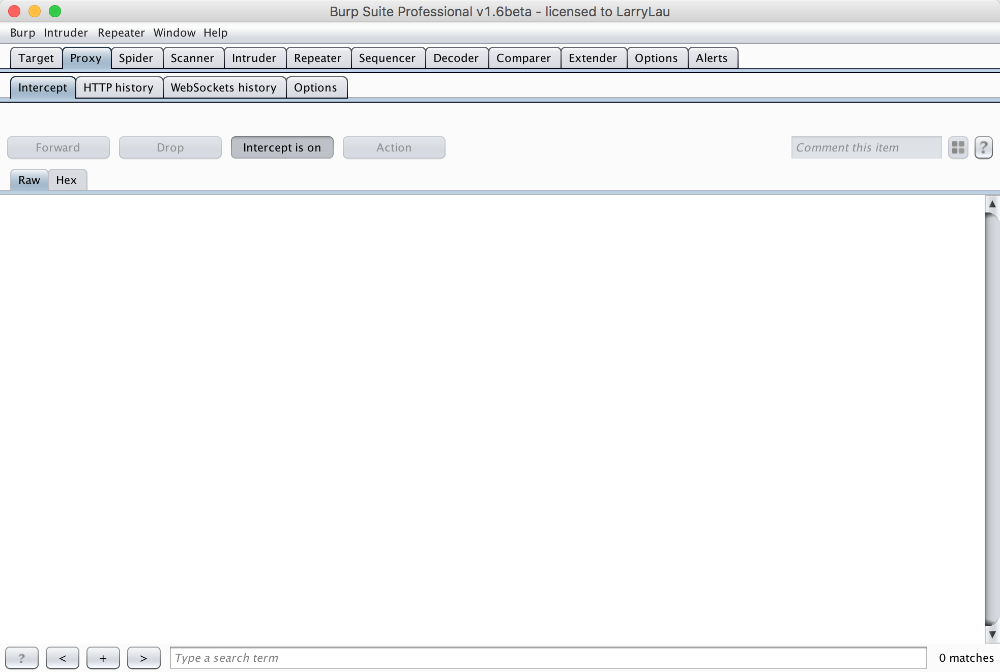 Burp Suite Professional v1.6beta - licensed to LarryLau
Burp Intruder Repeater Window Help
Target Proxy Spider Scanner Intruder Repeater Sequencer Decoder Comparer Extender Options Alerts
Intercept HTTP history WebSockets history Options
Forward Drop Intercept is on Action Comment this item ?
Raw Hex
? < + > Type a search term 0 matches